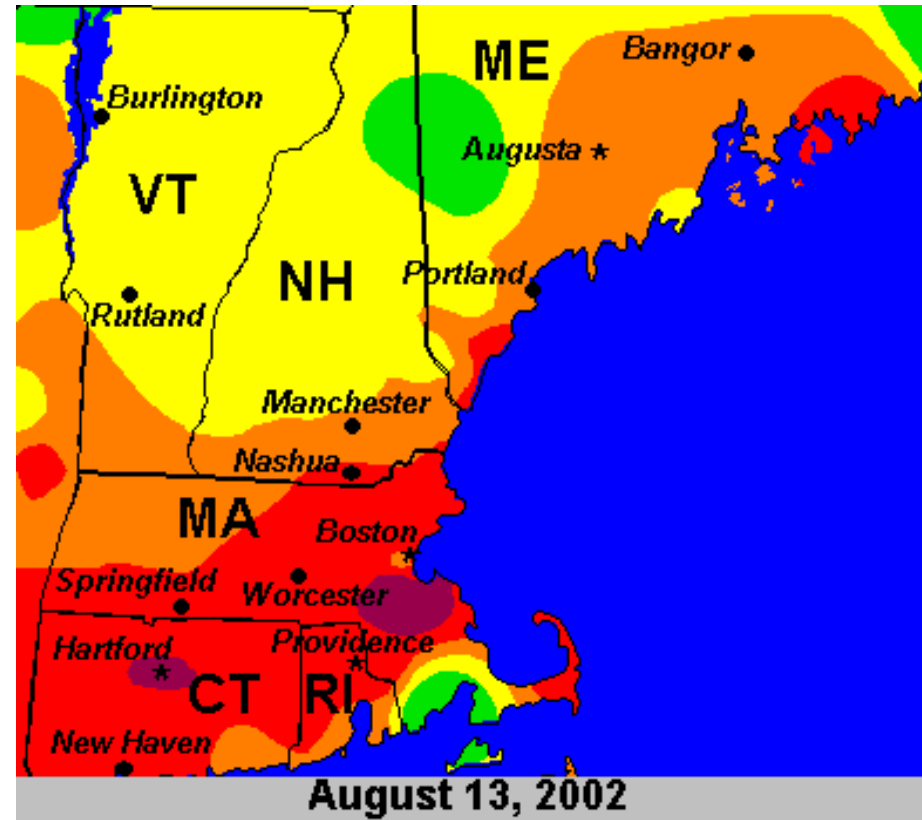 ME
Bangor
Burlington
Augusta
VT
NH
Portland
Rutland
Manchester
Nashua
MA
Boston
Springfield
Worcester
Providence
Hartford
CT
RI
New Haven
August 13, 2002